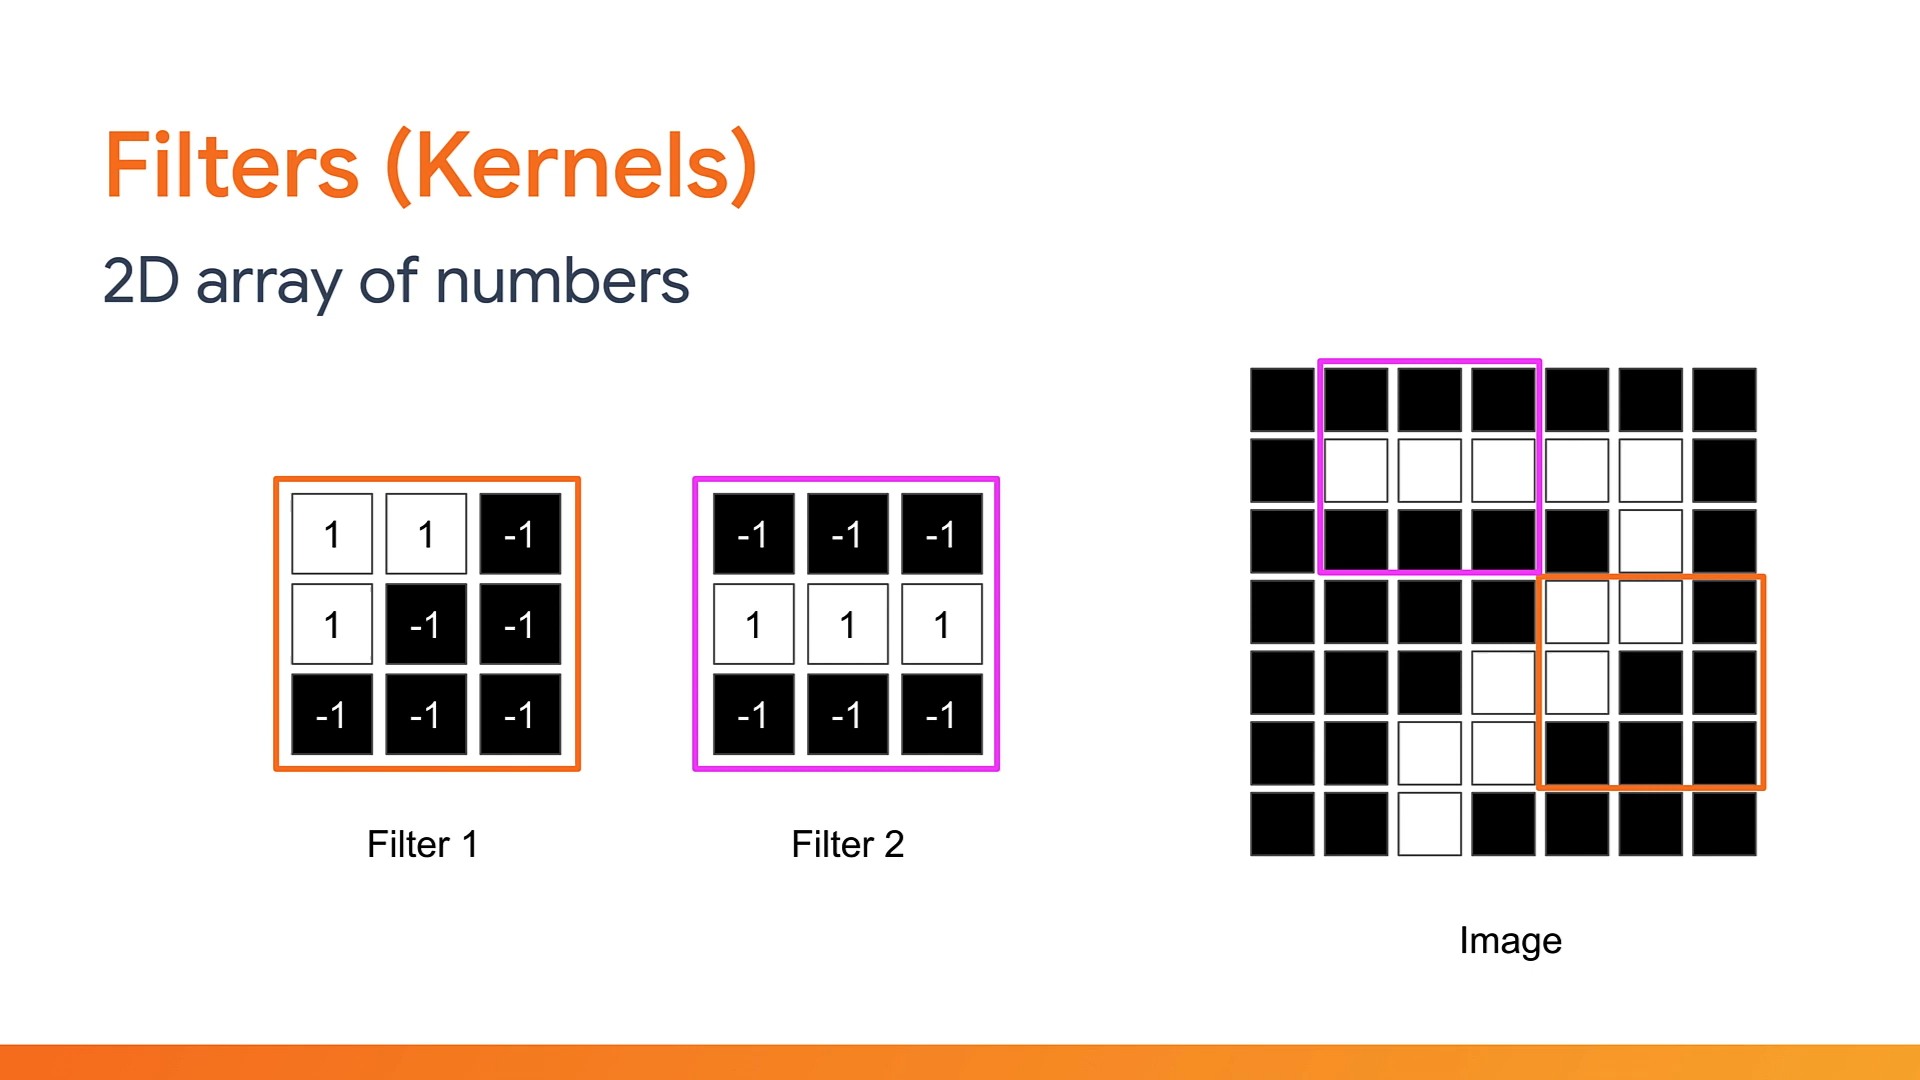 Filters (Kernels)
2D array of numbers
1 1 -1
1 -1 -1
-1 -1 -1
Filter 1
-1 -1 -1
1 1 1
-1 -1 -1
Filter 2
Image